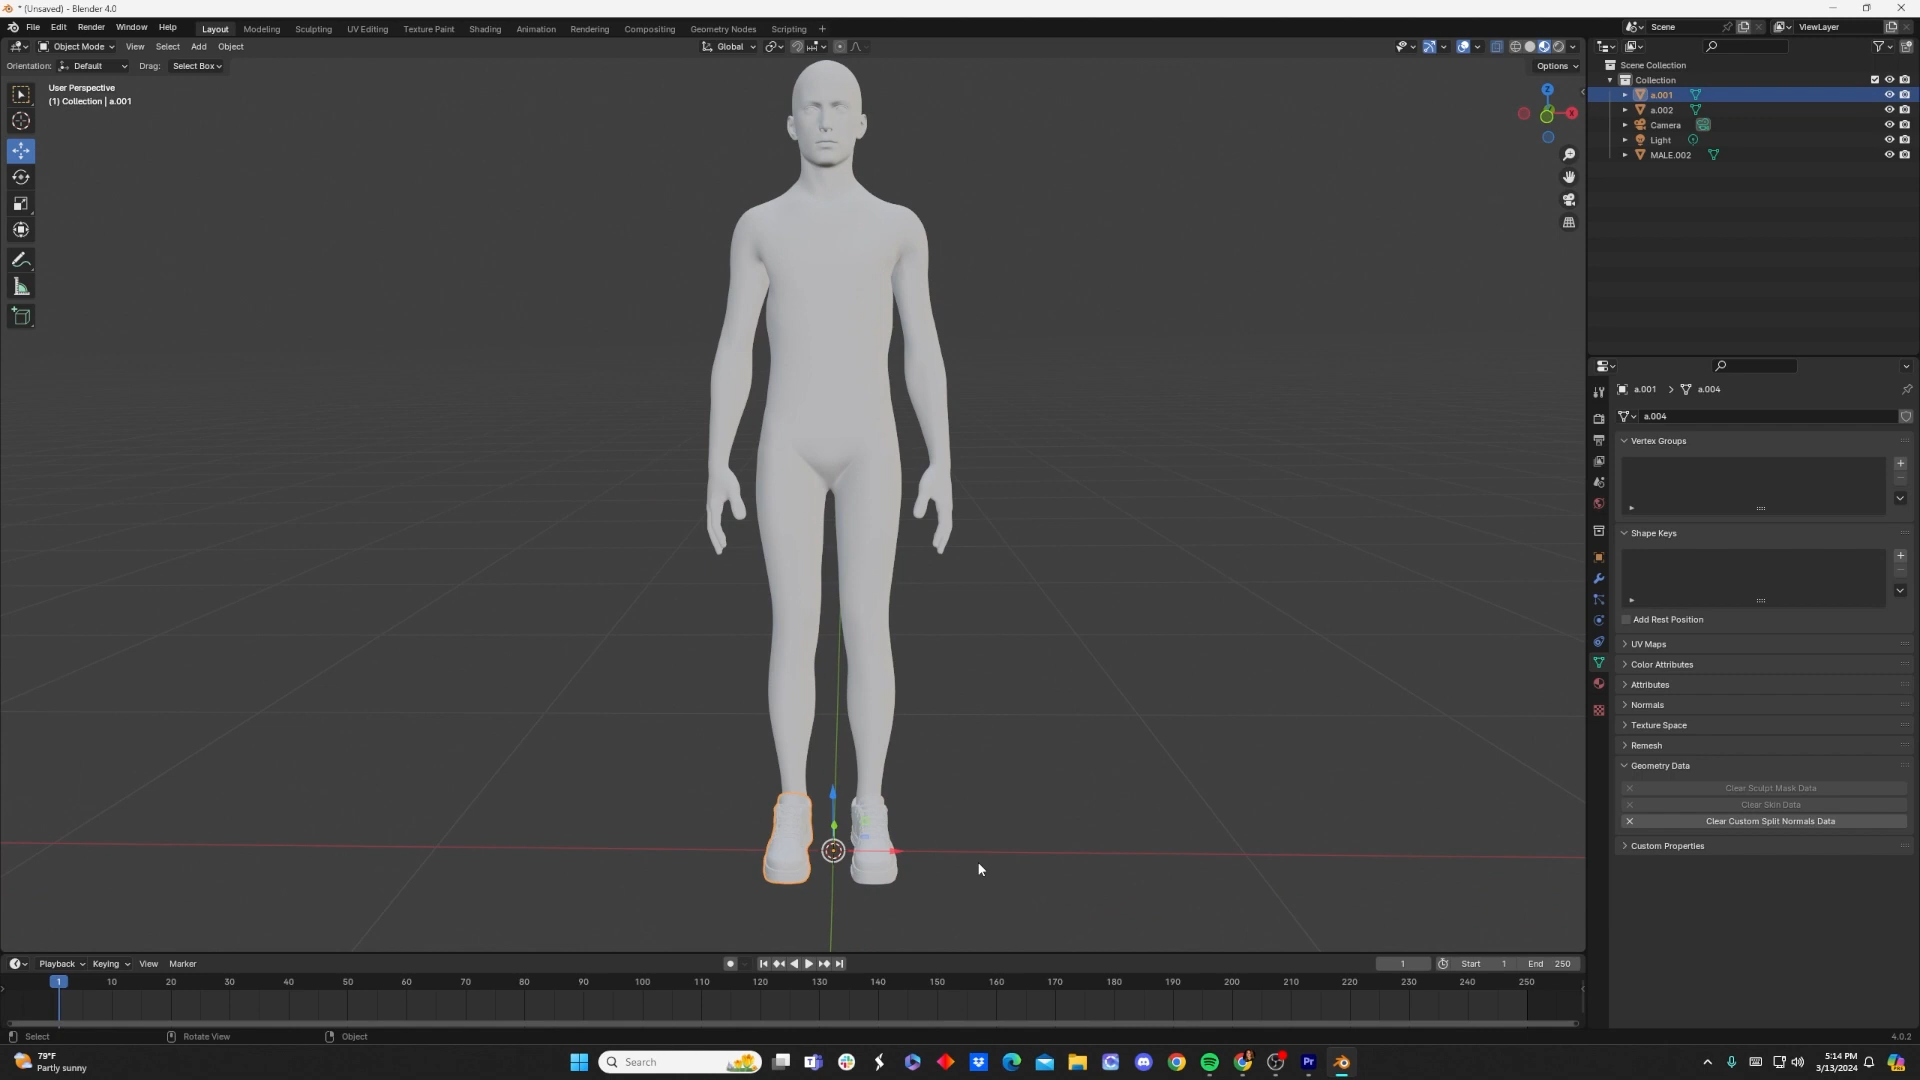 * (Unsaved) - Blender 4.0
File Edit Render Window Help
Layout Modeling Sculpting UV Editing Texture Paint Shading Animation Rendering Compositing Geometry Nodes Scripting +
Scene
ViewLayer
Object Mode View Select Add Object
Global
Orientation: Default Drag: Select Box
Options
User Perspective
(1) Collection | a.001
Z
X
Scene Collection
Collection
a.001
a.002
Camera
Light
MALE.002
a.001 > a.004
a.004
Vertex Groups
Shape Keys
Add Rest Position
UV Maps
Color Attributes
Attributes
Normals
Texture Space
Remesh
Geometry Data
Clear Sculpt Mask Data
Clear Skin Data
Clear Custom Split Normals Data
Custom Properties
Playback Keying View Marker
1 Start 1 End 250
1 10 20 30 40 50 60 70 80 90 100 110 120 130 140 150 160 170 180 190 200 210 220 230 240 250
Select Rotate View Object
4.0.2
79°F
Partly sunny
Search
Pr
5:14 PM
3/13/2024